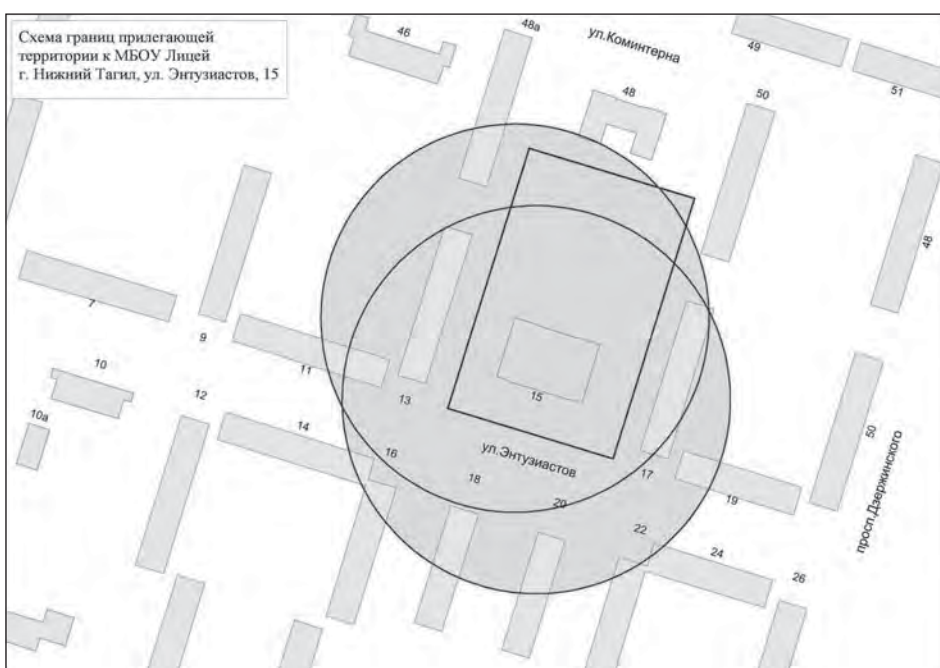 Схема границ прилегающей
территории к МБОУ Лицей
г. Нижний Тагил, ул. Энтузиастов, 15
46
48а
ул.Коминтерна
49
51
48
50
48
7
9
11
10
12
10а
14
13
15
16
ул.Энтузиастов
18
20
17
19
22
24
26
50
просп.Дзержинского